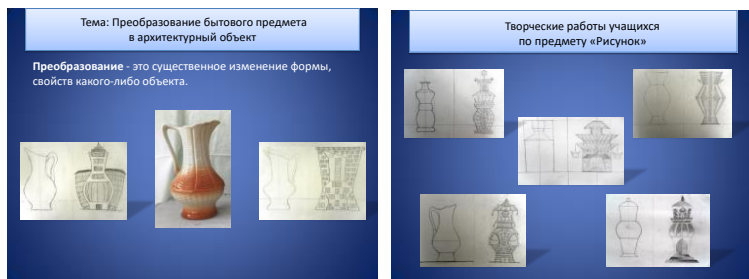 Тема: Преобразование бытового предмета
в архитектурный объект
Преобразование - это существенное изменение формы,
свойств какого-либо объекта.
Творческие работы учащихся
по предмету «Рисунок»